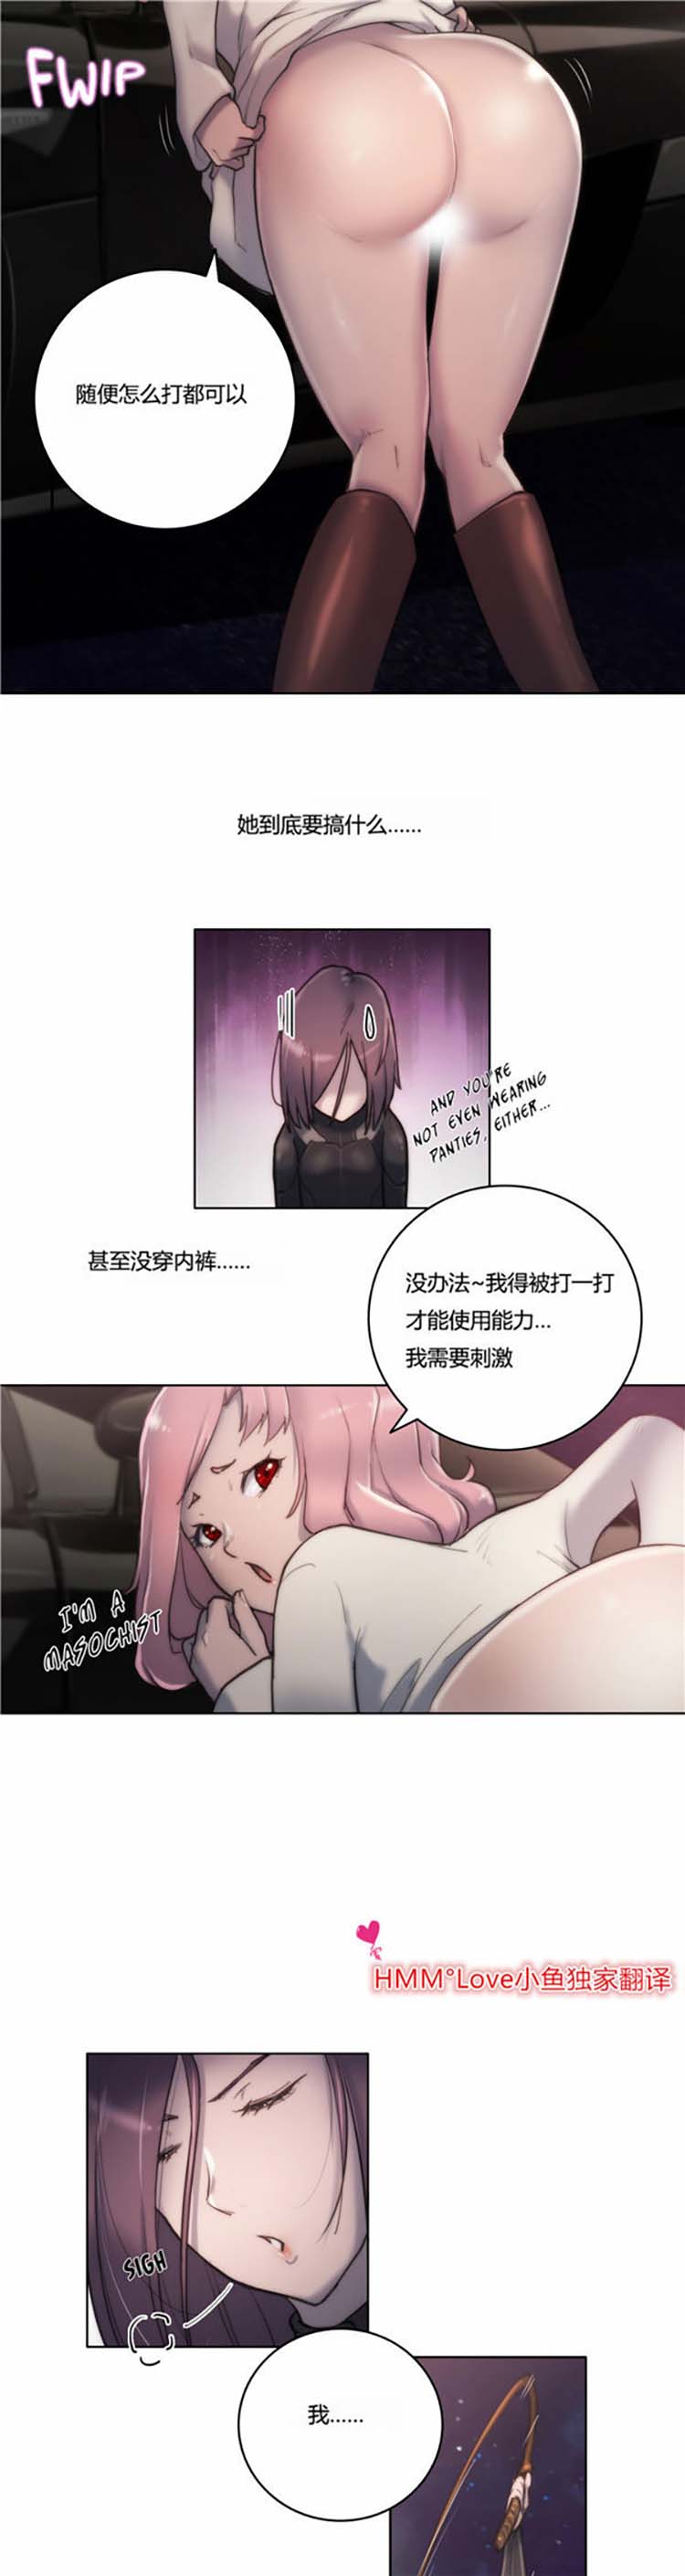 FWIP
随便怎么打都可以
她到底要搞什么......
AND YOU'RE
NOT EVEN WEARING
PANTIES, EITHER...
甚至没穿内裤......
没办法~我得被打一打
才能使用能力...
我需要刺激
I'M A
MASOCHIST
HMM°Love小鱼独家翻译
SIGH
我......